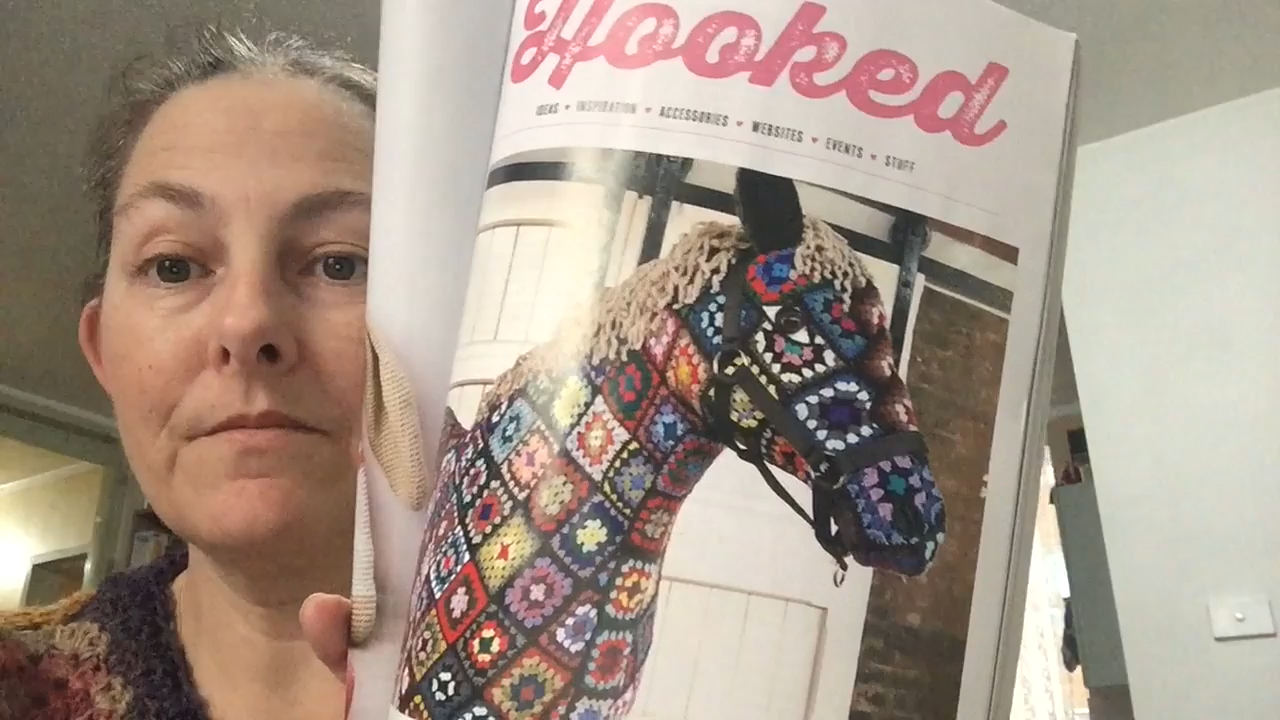 Hooked
IDEAS ♥ INSPIRATION ♥ ACCESSORIES ♥ WEBSITES ♥ EVENTS ♥ STUFF